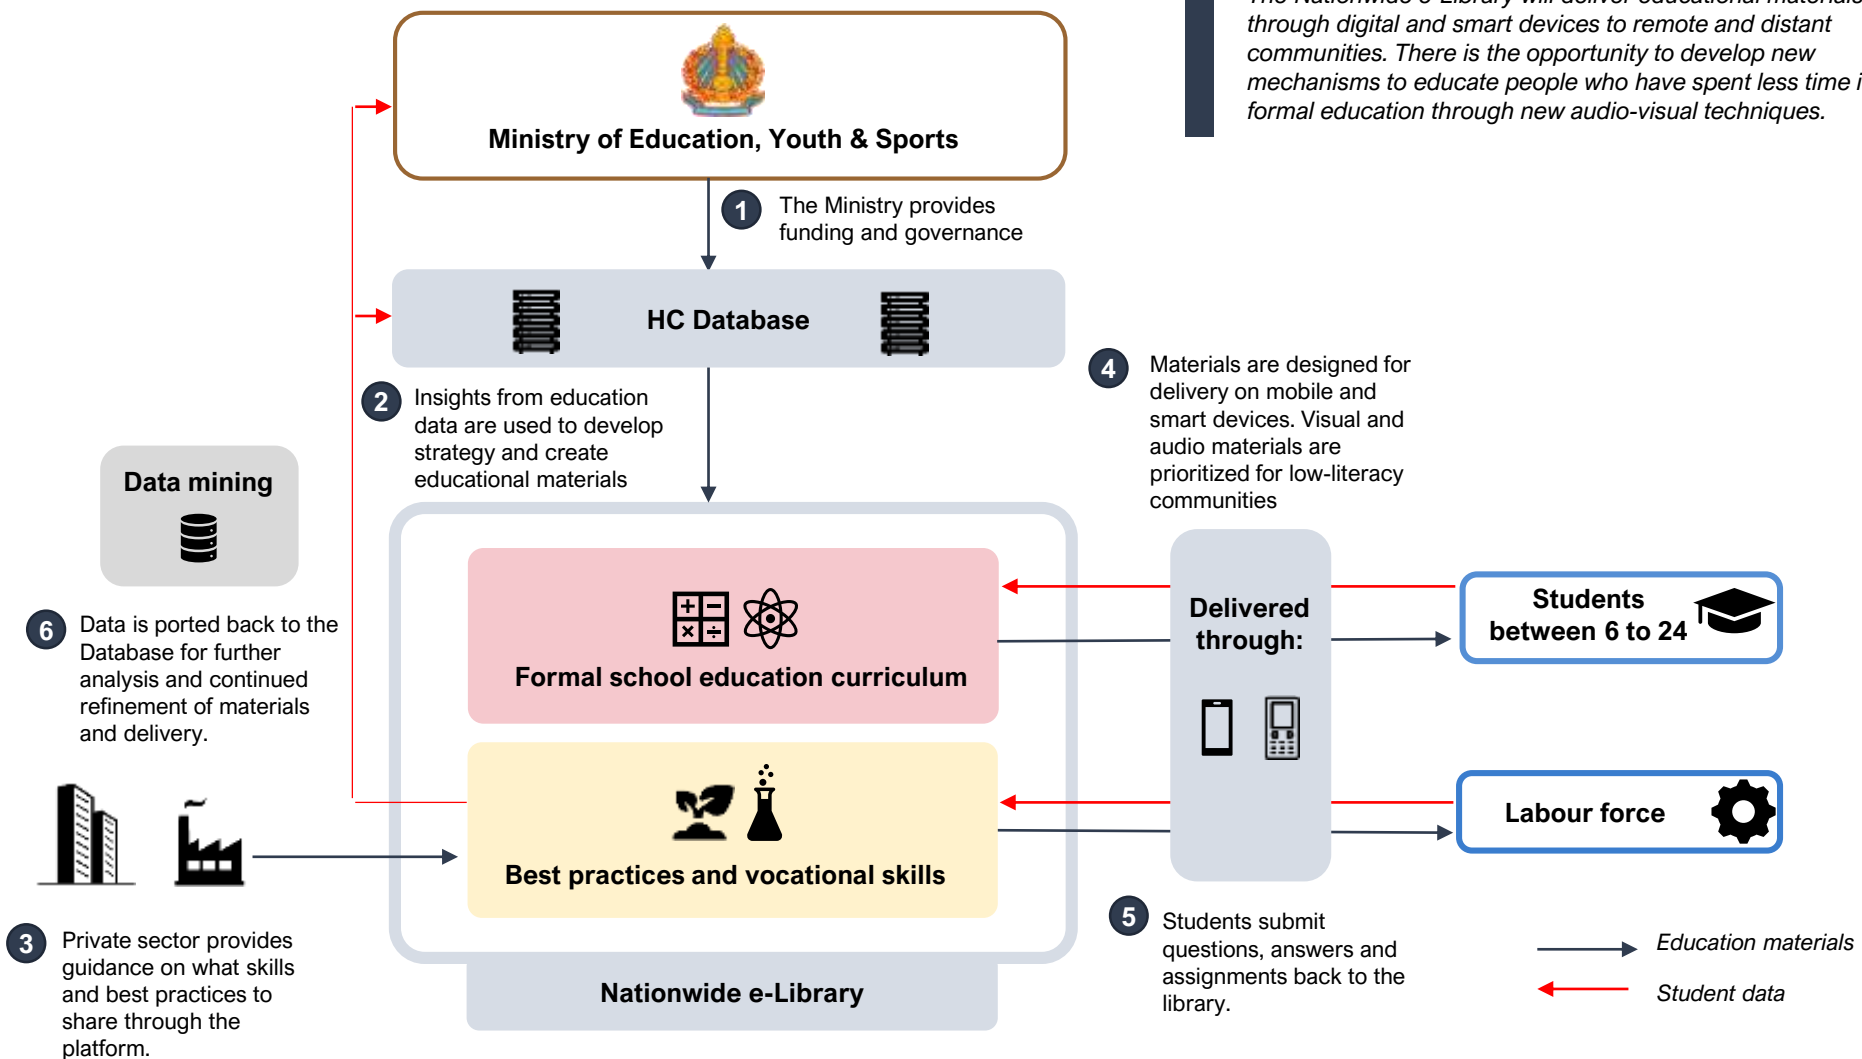 The Nationwide e-Library will deliver educational materials
through digital and smart devices to remote and distant
communities. There is the opportunity to develop new
mechanisms to educate people who have spent less time i
formal education through new audio-visual techniques.
Ministry of Education, Youth & Sports
1
The Ministry provides
funding and governance
HC Database
2
Insights from education
data are used to develop
strategy and create
educational materials
4
Materials are designed for
delivery on mobile and
smart devices. Visual and
audio materials are
prioritized for low-literacy
communities
Data mining
6
Data is ported back to the
Database for further
analysis and continued
refinement of materials
and delivery.
Formal school education curriculum
Delivered
through:
Students
between 6 to 24
Best practices and vocational skills
Labour force
3
Private sector provides
guidance on what skills
and best practices to
share through the
platform.
Nationwide e-Library
5
Students submit
questions, answers and
assignments back to the
library.
Education materials
Student data